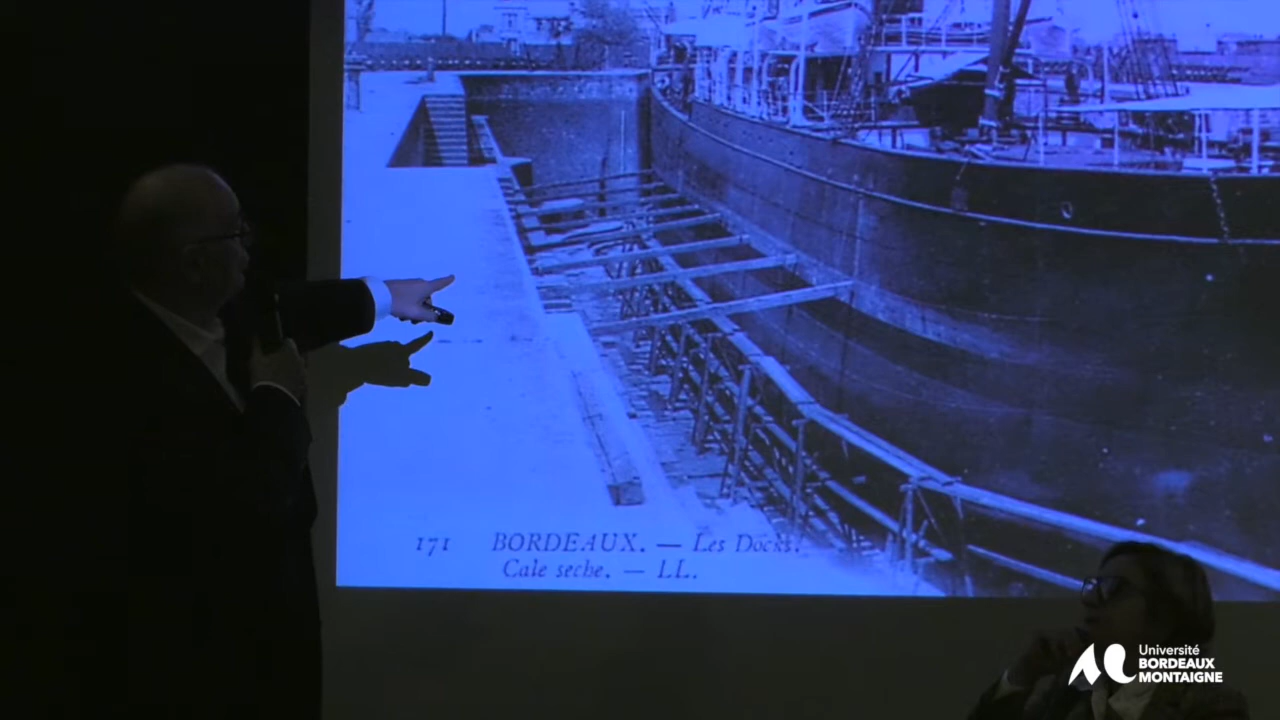 171 BORDEAUX. — Les Docks.
Cale seche. — LL.
Université
BORDEAUX
MONTAIGNE